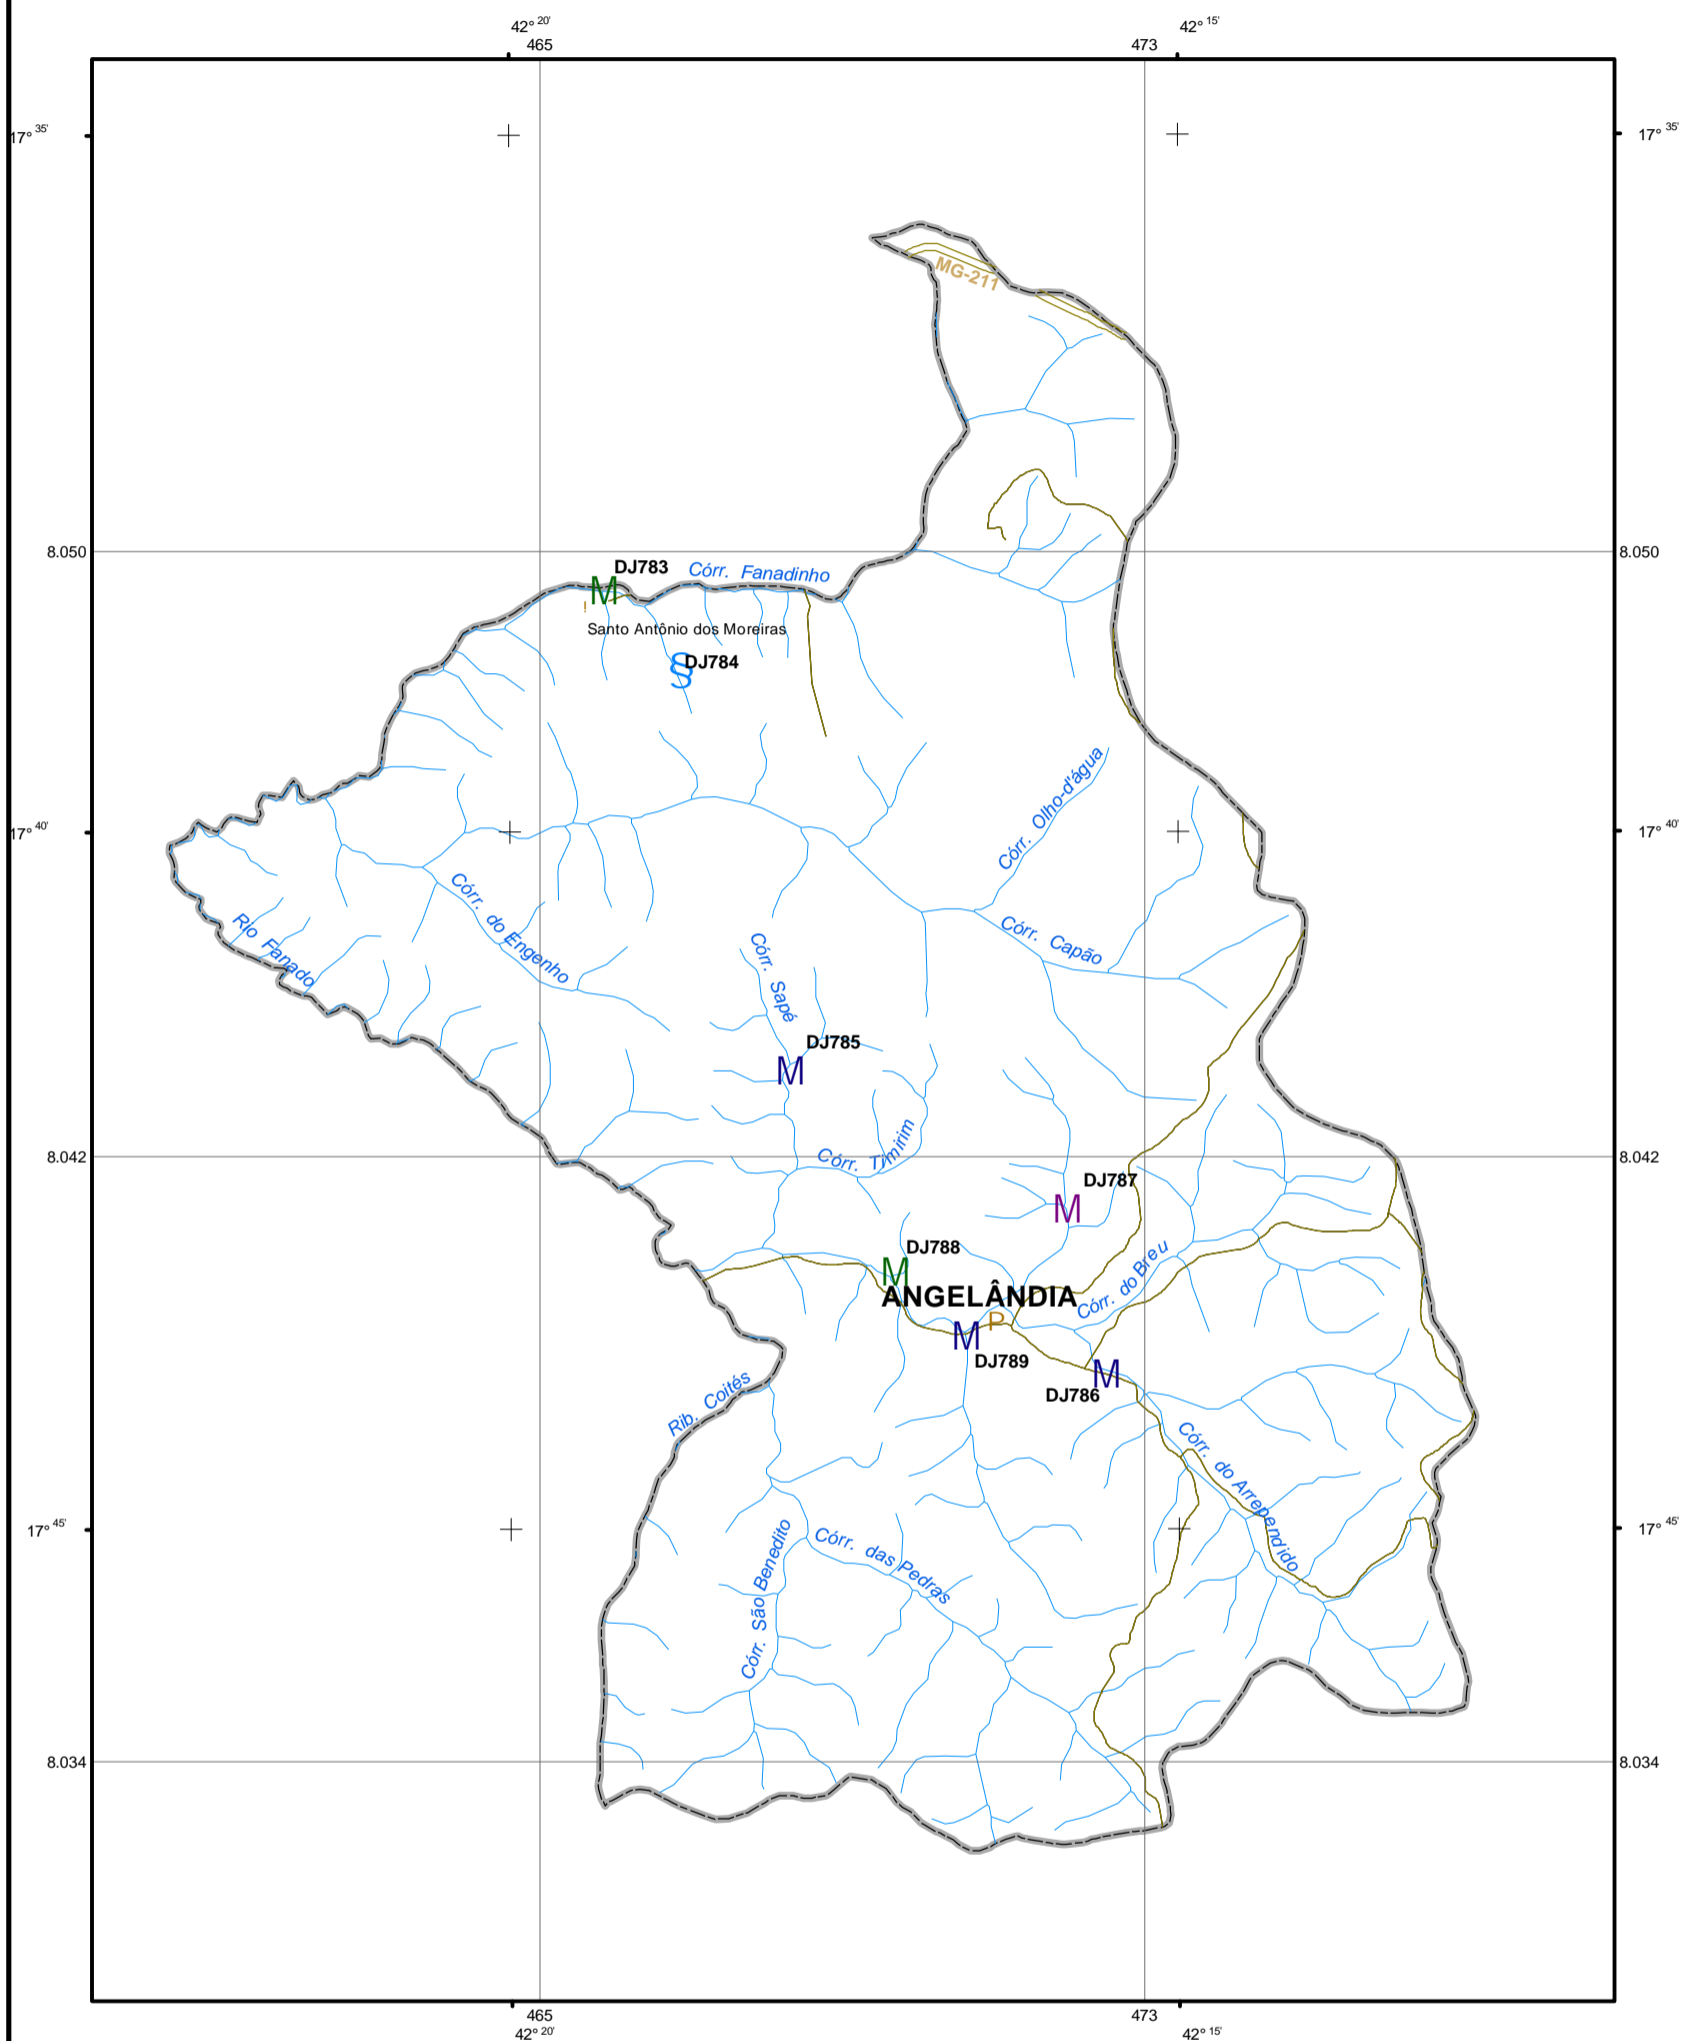 42° 20'
42° 15'
465
473
17° 35'
17° 35'
MG-211
8.050
8.050
DJ783
M
Córr. Fanadinho
!
Santo Antônio dos Moreiras
§
DJ784
Córr. Olho-d'água
17° 40'
17° 40'
Córr. do Engenho
Rio Fanado
Córr. Capão
Córr. Sapé
DJ785
M
Córr. Timirim
8.042
8.042
DJ787
M
DJ788
M
Córr. do Breu
ANGELÂNDIA
P
M
DJ789
M
DJ786
Rib. Coités
Córr. do Arrependido
17° 45'
17° 45'
Córr. das Pedras
Córr. São Benedito
8.034
8.034
465
473
42° 20'
42° 15'